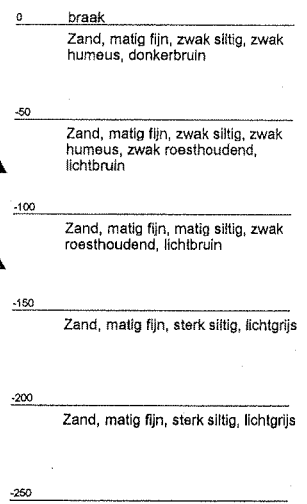 0 braak
Zand, matig fijn, zwak siltig, zwak
humeus, donkerbruin
-50
Zand, matig fijn, zwak siltig, zwak
humeus, zwak roesthoudend,
lichtbruin
-100
Zand, matig fijn, matig siltig, zwak
roesthoudend, lichtbruin
-150
Zand, matig fijn, sterk siltig, lichtgrijs
-200
Zand, matig fijn, sterk siltig, lichtgrijs
-250